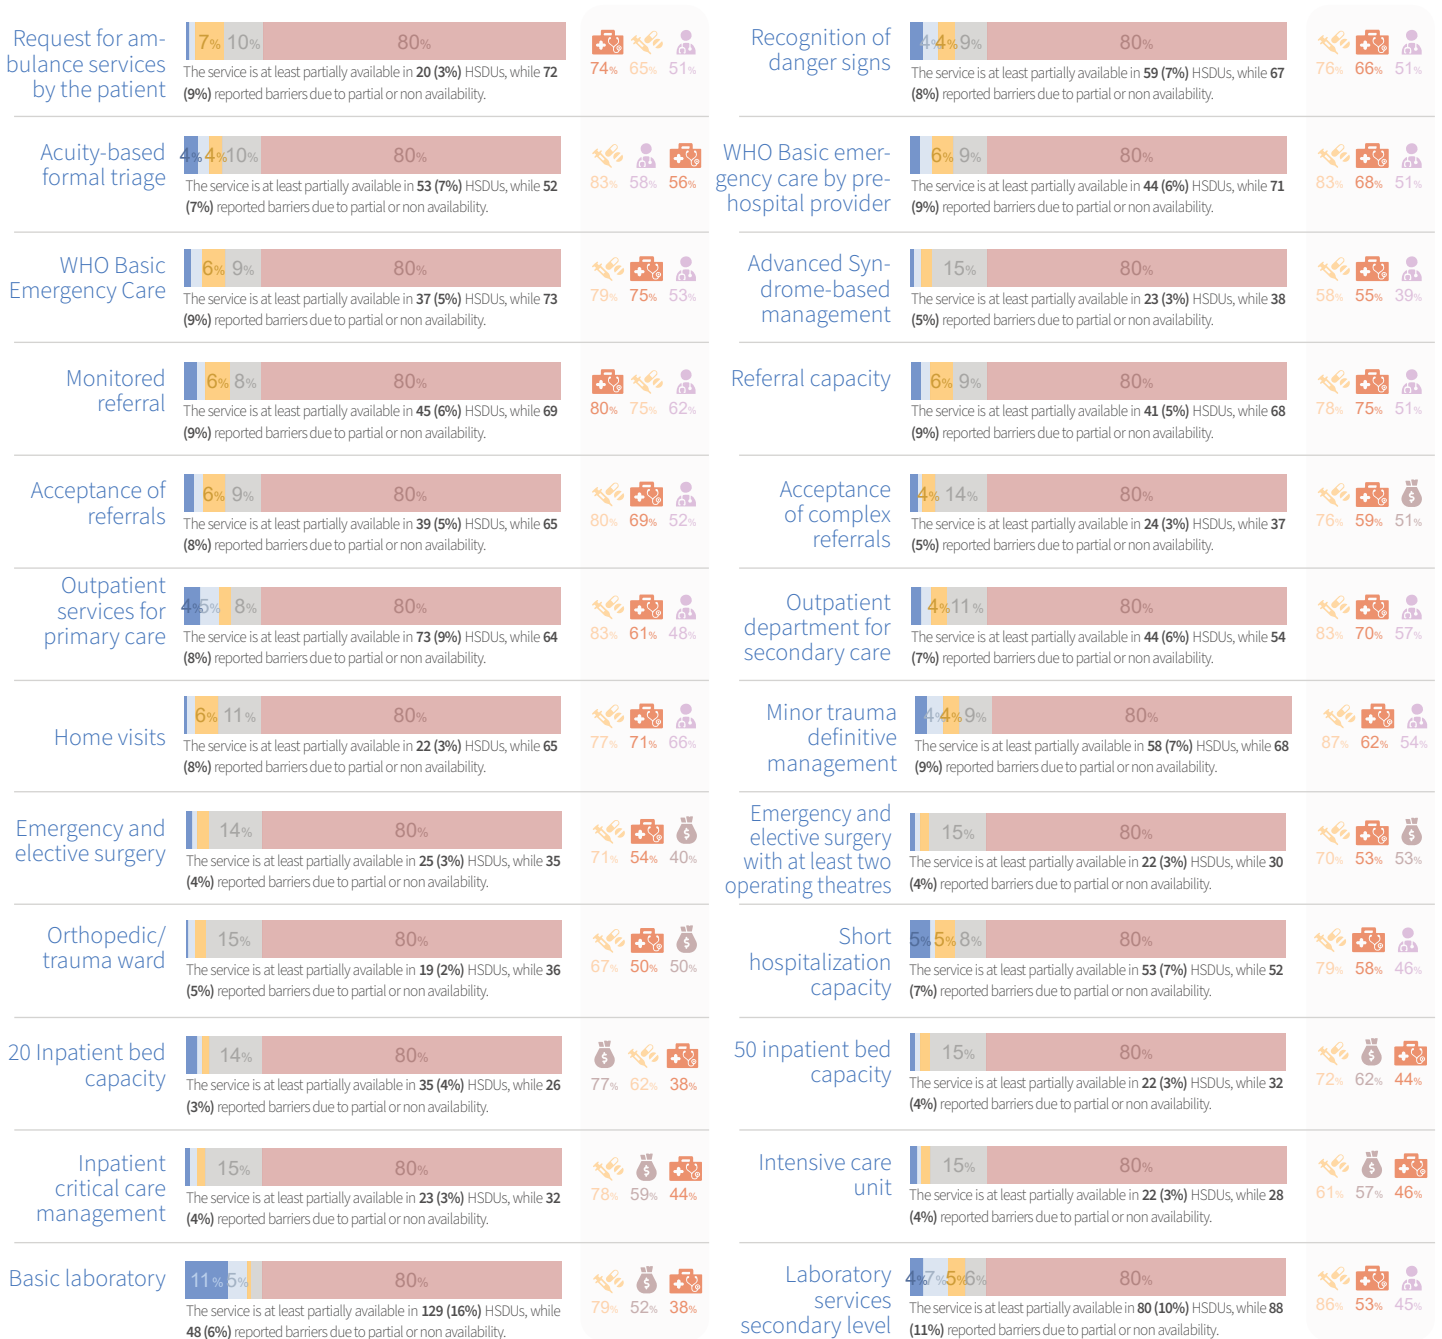 Request for am-
bulance services
by the patient
7% 10% 80%
The service is at least partially available in 20 (3%) HSDUs, while 72
(9%) reported barriers due to partial or non availability.
74% 65% 51%
Recognition of
danger signs
4% 4% 9% 80%
The service is at least partially available in 59 (7%) HSDUs, while 67
(8%) reported barriers due to partial or non availability.
76% 66% 51%
Acuity-based
formal triage
4% 4% 10% 80%
The service is at least partially available in 53 (7%) HSDUs, while 52
(7%) reported barriers due to partial or non availability.
83% 58% 56%
WHO Basic emer-
gency care by pre-
hospital provider
6% 9% 80%
The service is at least partially available in 44 (6%) HSDUs, while 71
(9%) reported barriers due to partial or non availability.
83% 68% 51%
WHO Basic
Emergency Care
6% 9% 80%
The service is at least partially available in 37 (5%) HSDUs, while 73
(9%) reported barriers due to partial or non availability.
79% 75% 53%
Advanced Syn-
drome-based
management
15% 80%
The service is at least partially available in 23 (3%) HSDUs, while 38
(5%) reported barriers due to partial or non availability.
58% 55% 39%
Monitored
referral
6% 8% 80%
The service is at least partially available in 45 (6%) HSDUs, while 69
(9%) reported barriers due to partial or non availability.
80% 75% 62%
Referral capacity
6% 9% 80%
The service is at least partially available in 41 (5%) HSDUs, while 68
(9%) reported barriers due to partial or non availability.
78% 75% 51%
Acceptance of
referrals
6% 9% 80%
The service is at least partially available in 39 (5%) HSDUs, while 65
(8%) reported barriers due to partial or non availability.
80% 69% 52%
Acceptance
of complex
referrals
4% 14% 80%
The service is at least partially available in 24 (3%) HSDUs, while 37
(5%) reported barriers due to partial or non availability.
76% 59% 51%
Outpatient
services for
primary care
4% 5% 8% 80%
The service is at least partially available in 73 (9%) HSDUs, while 64
(8%) reported barriers due to partial or non availability.
83% 61% 48%
Outpatient
department for
secondary care
4% 11% 80%
The service is at least partially available in 44 (6%) HSDUs, while 54
(7%) reported barriers due to partial or non availability.
83% 70% 57%
Home visits
6% 11% 80%
The service is at least partially available in 22 (3%) HSDUs, while 65
(8%) reported barriers due to partial or non availability.
77% 71% 66%
Minor trauma
definitive
management
4% 4% 9% 80%
The service is at least partially available in 58 (7%) HSDUs, while 68
(9%) reported barriers due to partial or non availability.
87% 62% 54%
Emergency and
elective surgery
14% 80%
The service is at least partially available in 25 (3%) HSDUs, while 35
(4%) reported barriers due to partial or non availability.
71% 54% 40%
Emergency and
elective surgery
with at least two
operating theatres
15% 80%
The service is at least partially available in 22 (3%) HSDUs, while 30
(4%) reported barriers due to partial or non availability.
70% 53% 53%
Orthopedic/
trauma ward
15% 80%
The service is at least partially available in 19 (2%) HSDUs, while 36
(5%) reported barriers due to partial or non availability.
67% 50% 50%
Short
hospitalization
capacity
5% 5% 8% 80%
The service is at least partially available in 53 (7%) HSDUs, while 52
(7%) reported barriers due to partial or non availability.
79% 58% 46%
20 Inpatient bed
capacity
14% 80%
The service is at least partially available in 35 (4%) HSDUs, while 26
(3%) reported barriers due to partial or non availability.
77% 62% 38%
50 inpatient bed
capacity
15% 80%
The service is at least partially available in 22 (3%) HSDUs, while 32
(4%) reported barriers due to partial or non availability.
72% 62% 44%
Inpatient
critical care
management
15% 80%
The service is at least partially available in 23 (3%) HSDUs, while 32
(4%) reported barriers due to partial or non availability.
78% 59% 44%
Intensive care
unit
15% 80%
The service is at least partially available in 22 (3%) HSDUs, while 28
(4%) reported barriers due to partial or non availability.
61% 57% 46%
Basic laboratory
11% 5% 80%
The service is at least partially available in 129 (16%) HSDUs, while
48 (6%) reported barriers due to partial or non availability.
79% 52% 38%
Laboratory
services
secondary level
4% 7% 5% 6% 80%
The service is at least partially available in 80 (10%) HSDUs, while 88
(11%) reported barriers due to partial or non availability.
86% 53% 45%